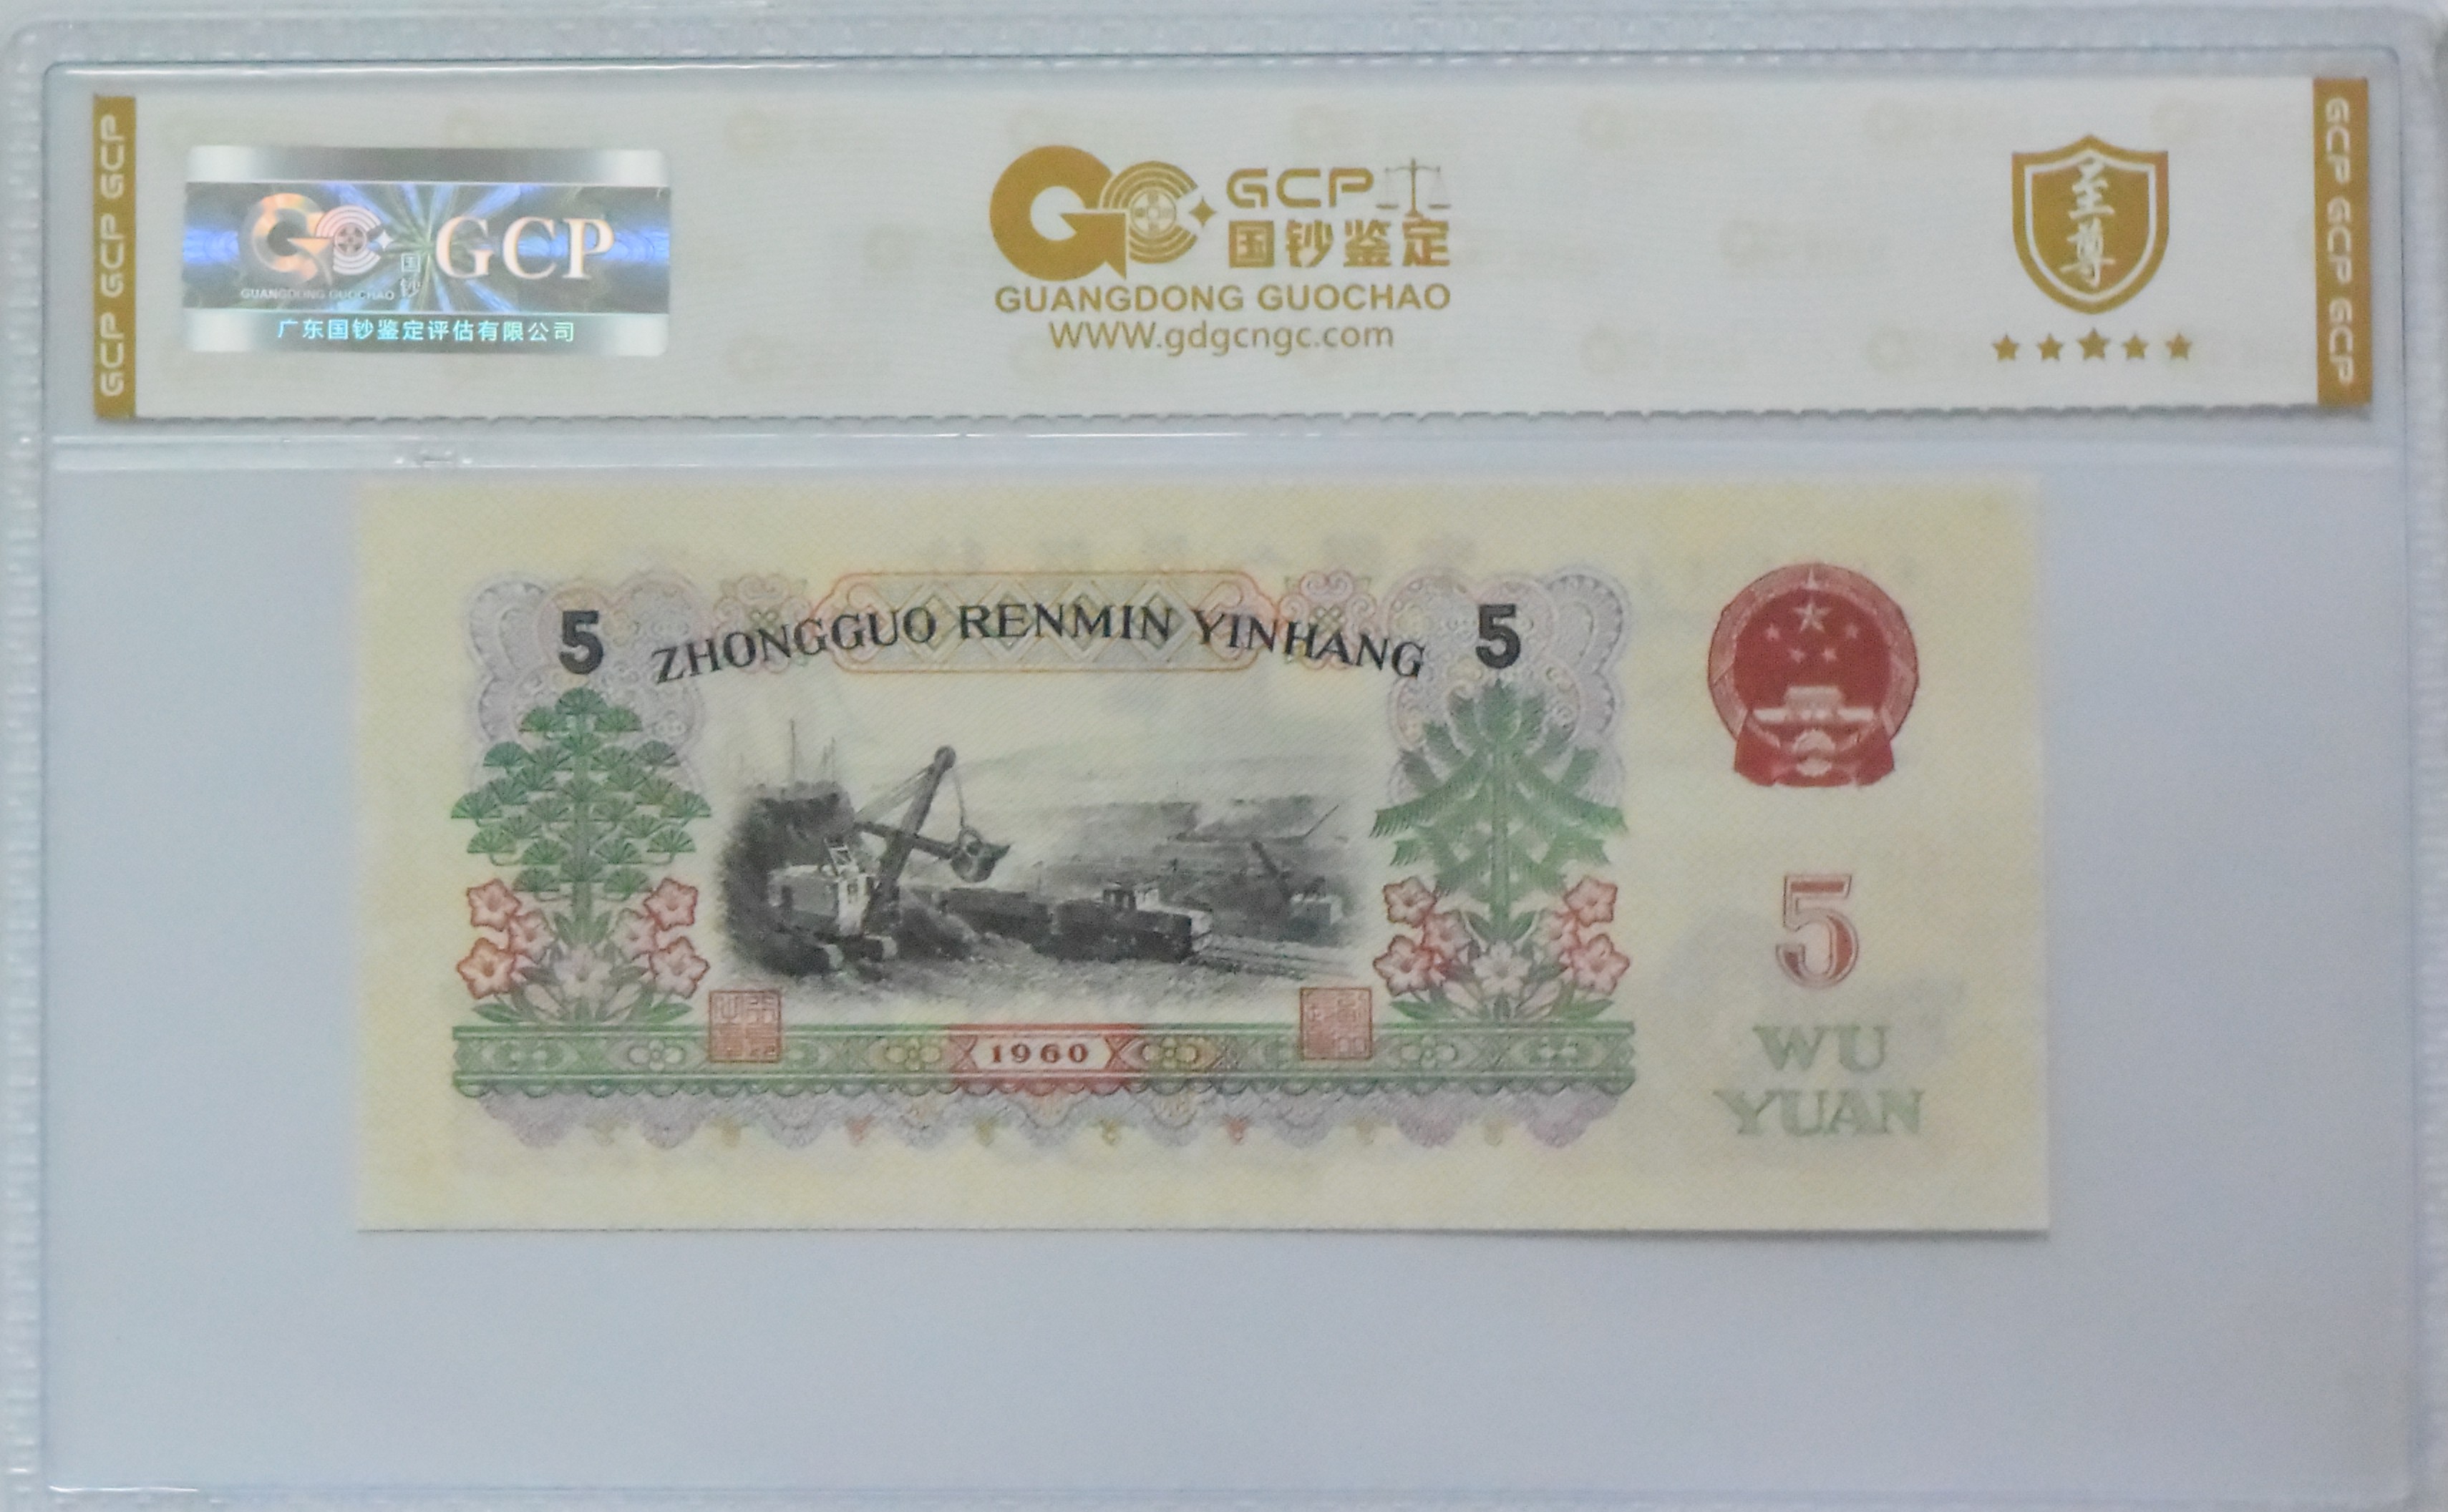 GCP GCP GCP
GCP
国钞
GUANGDONG GUOCHAO
广东国钞鉴定评估有限公司
GCP
国钞鉴定
GUANGDONG GUOCHAO
WWW.gdgcngc.com
至尊
GCP GCP GCP
5 ZHONGGUO RENMIN YINHANG 5
1960
5
WU
YUAN